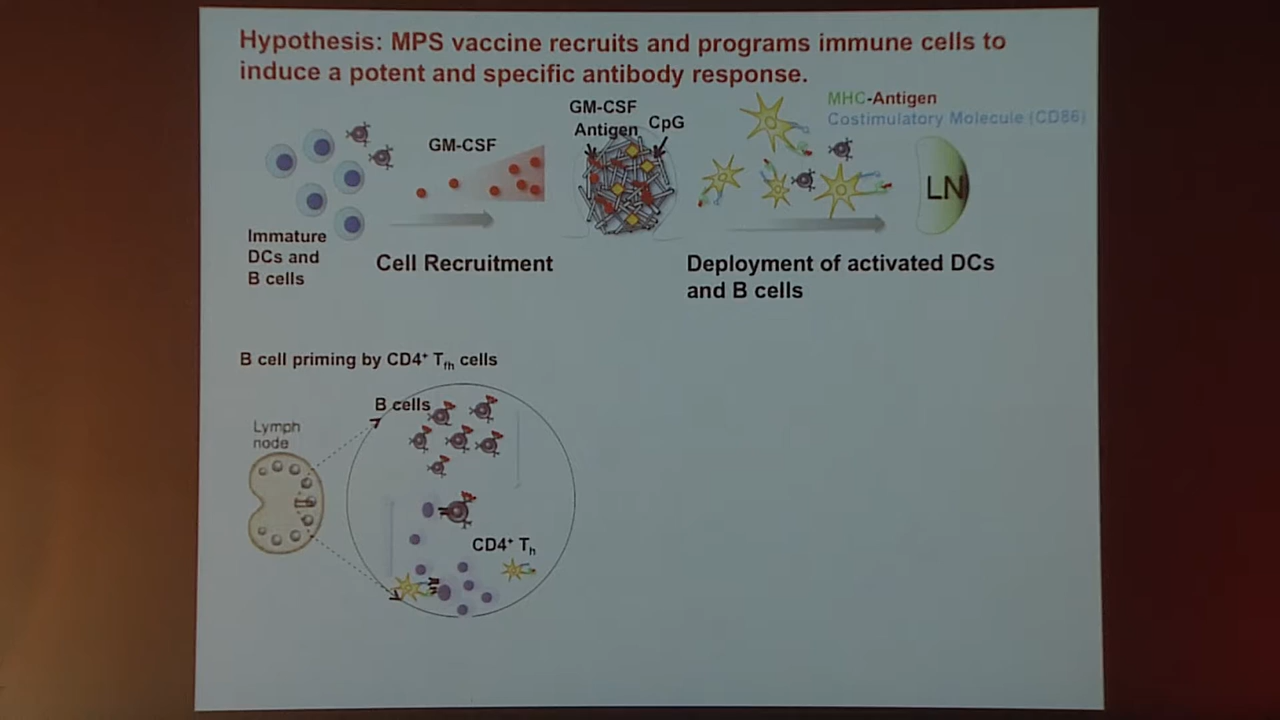 Hypothesis: MPS vaccine recruits and programs immune cells to
induce a potent and specific antibody response.
GM-CSF
Antigen
CpG
MHC-Antigen
Costimulatory Molecule (CD86)
GM-CSF
LN
Immature
DCs and
B cells
Cell Recruitment
Deployment of activated DCs
and B cells
B cell priming by CD4⁺ Tfh cells
B cells
Lymph
node
CD4⁺ Th